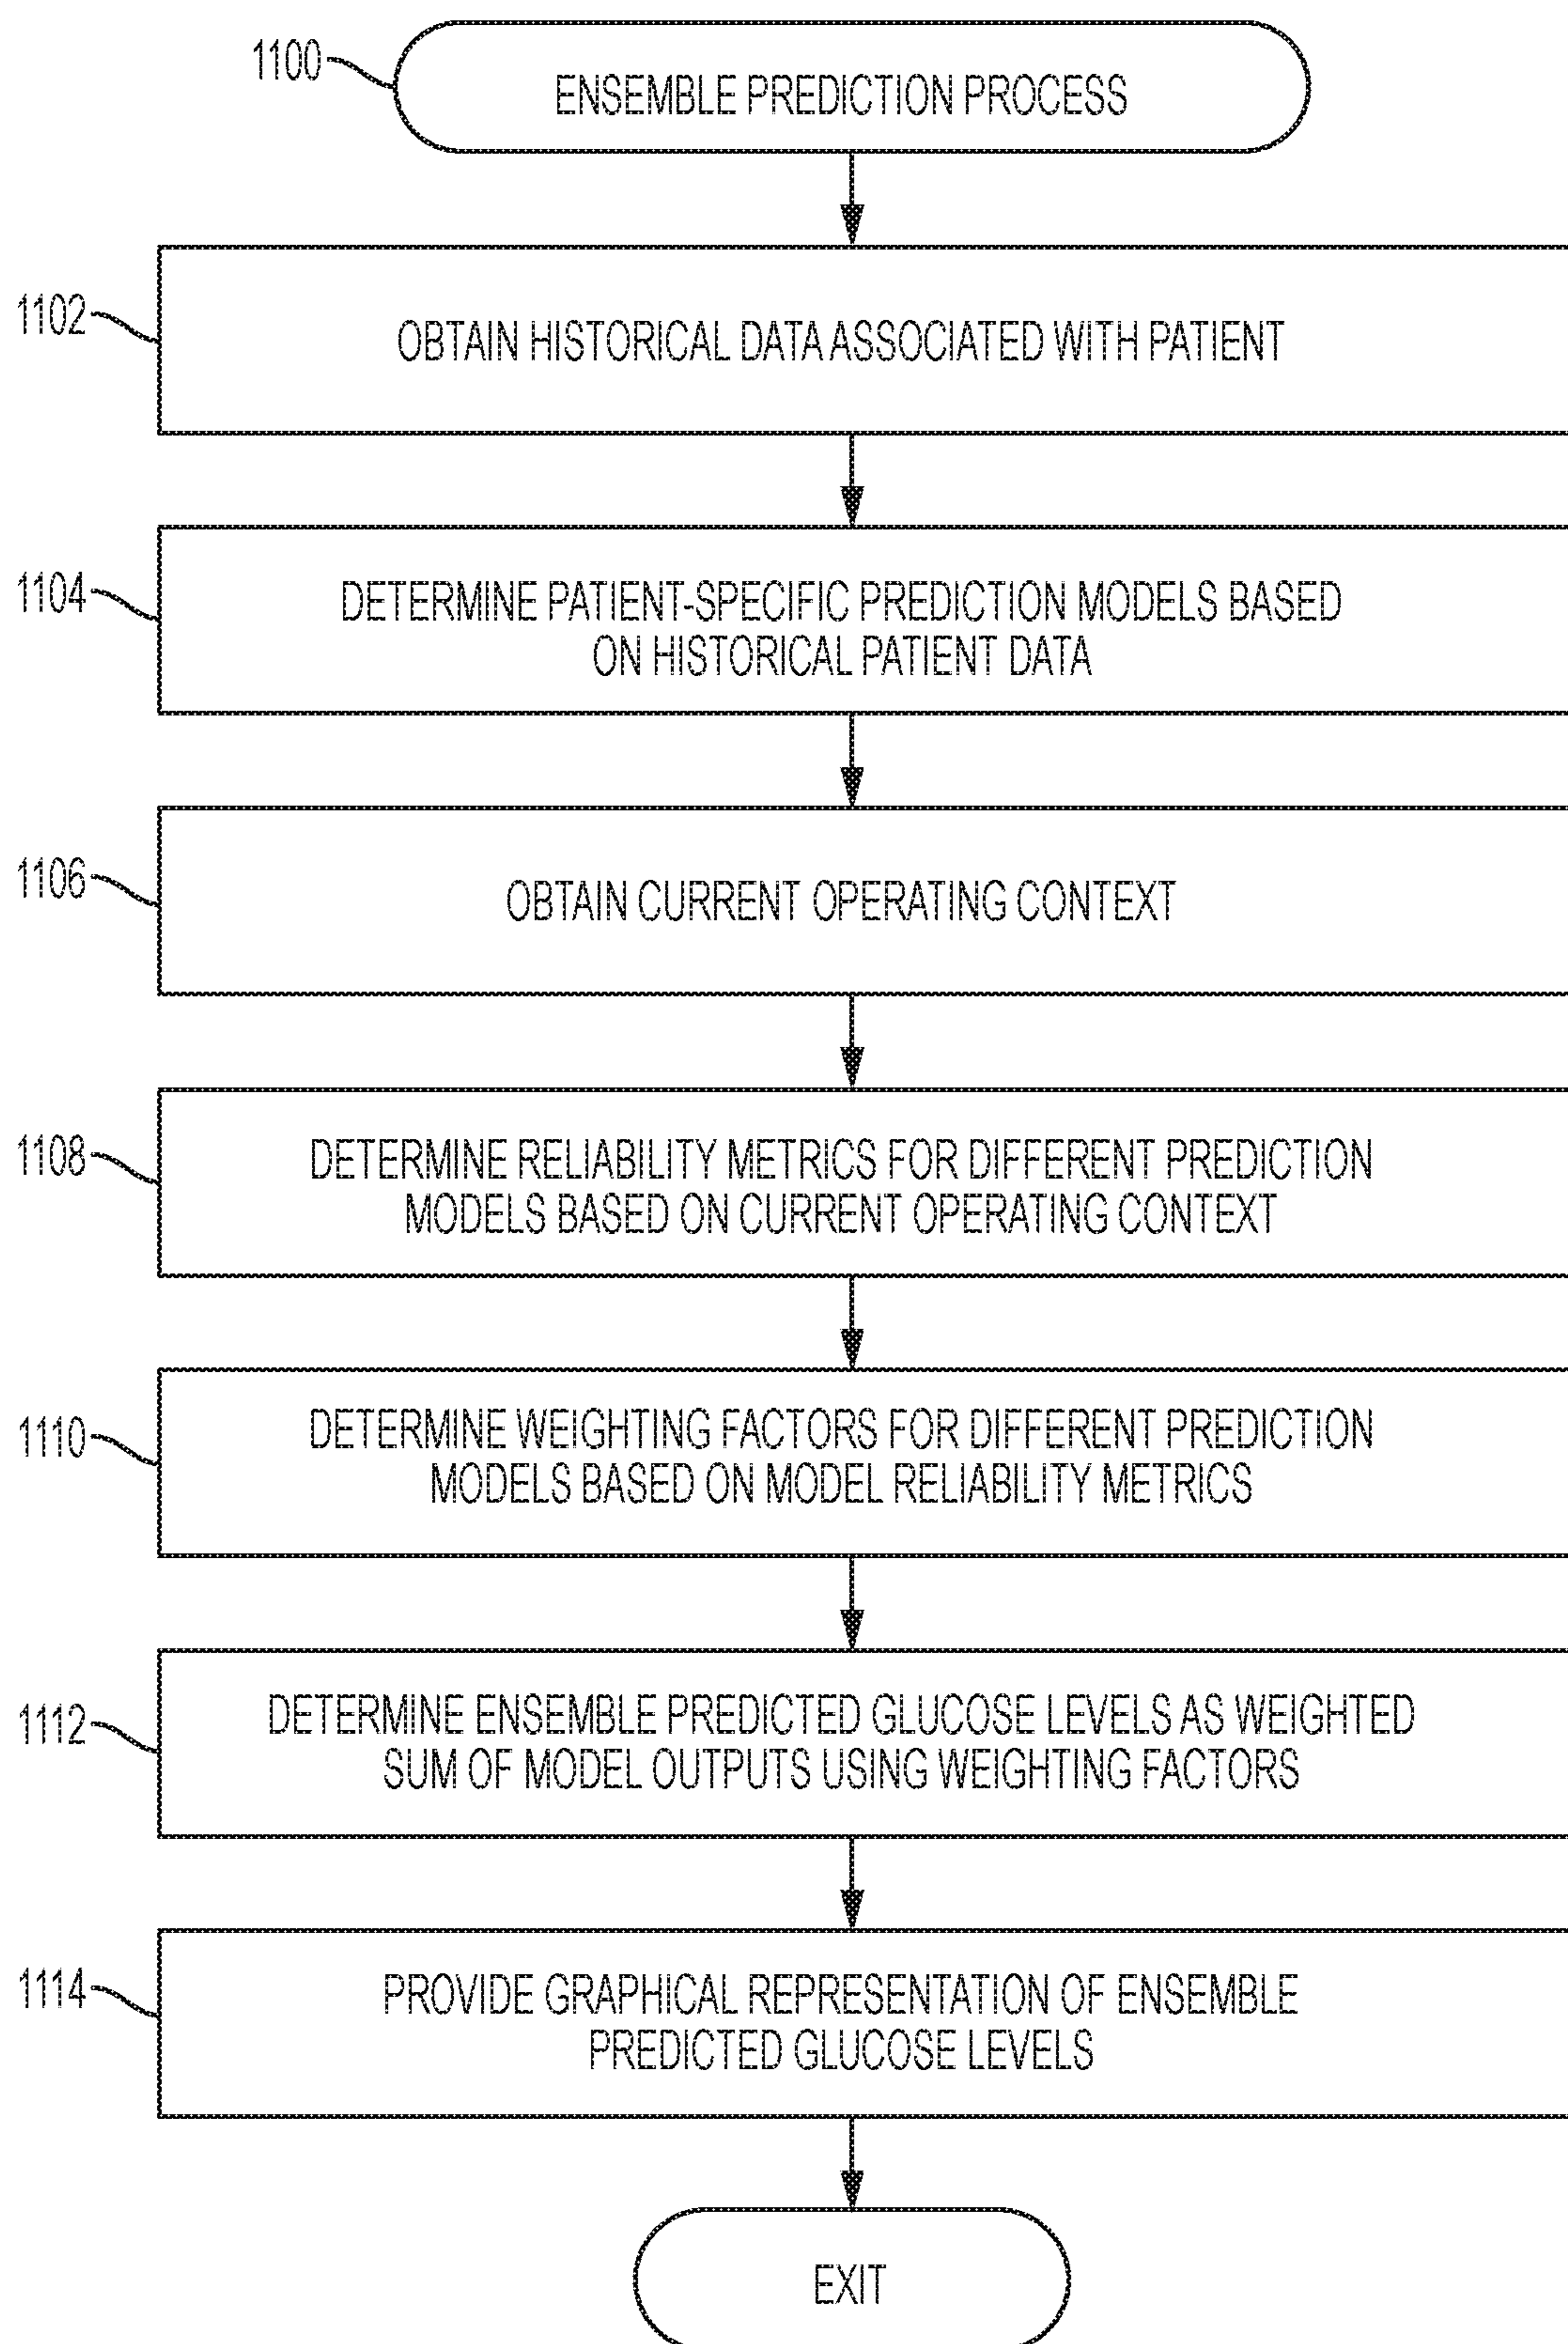 1100
ENSEMBLE PREDICTION PROCESS
1102
OBTAIN HISTORICAL DATA ASSOCIATED WITH PATIENT
1104
DETERMINE PATIENT-SPECIFIC PREDICTION MODELS BASED
ON HISTORICAL PATIENT DATA
1106
OBTAIN CURRENT OPERATING CONTEXT
1108
DETERMINE RELIABILITY METRICS FOR DIFFERENT PREDICTION
MODELS BASED ON CURRENT OPERATING CONTEXT
1110
DETERMINE WEIGHTING FACTORS FOR DIFFERENT PREDICTION
MODELS BASED ON MODEL RELIABILITY METRICS
1112
DETERMINE ENSEMBLE PREDICTED GLUCOSE LEVELS AS WEIGHTED
SUM OF MODEL OUTPUTS USING WEIGHTING FACTORS
1114
PROVIDE GRAPHICAL REPRESENTATION OF ENSEMBLE
PREDICTED GLUCOSE LEVELS
EXIT